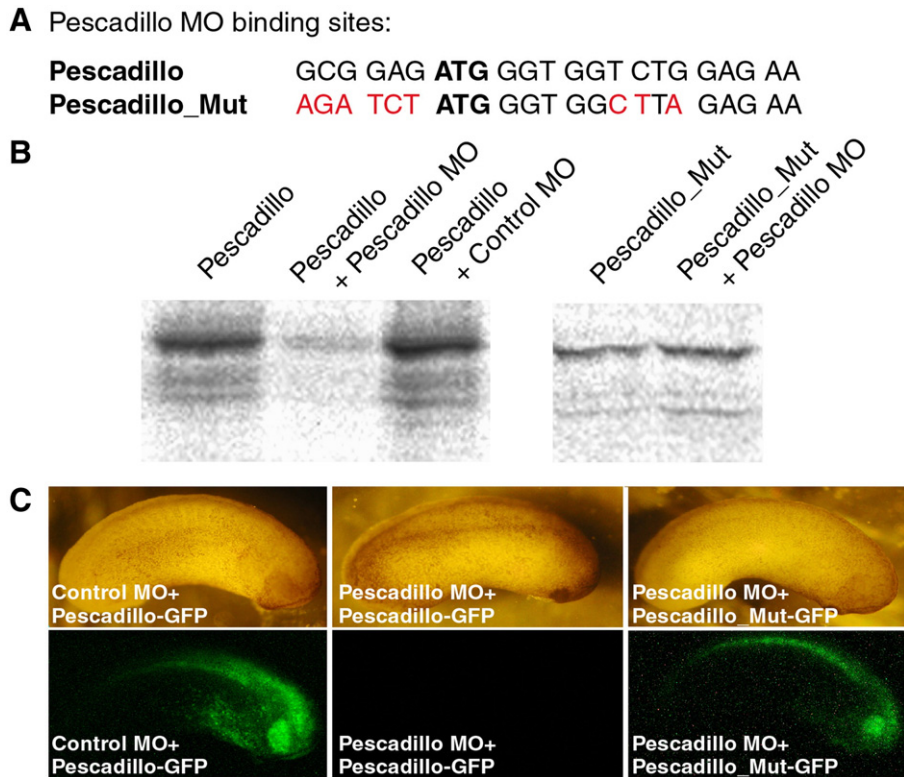 A Pescadillo MO binding sites:
Pescadillo GCG GAG ATG GGT GGT CTG GAG AA
Pescadillo_Mut AGA TCT ATG GGT GGC TTA GAG AA
B
Pescadillo
Pescadillo
+ Pescadillo MO
Pescadillo
+ Control MO
Pescadillo_Mut
Pescadillo_Mut
+ Pescadillo MO
C
Control MO+
Pescadillo-GFP
Pescadillo MO+
Pescadillo-GFP
Pescadillo MO+
Pescadillo_Mut-GFP
Control MO+
Pescadillo-GFP
Pescadillo MO+
Pescadillo-GFP
Pescadillo MO+
Pescadillo_Mut-GFP